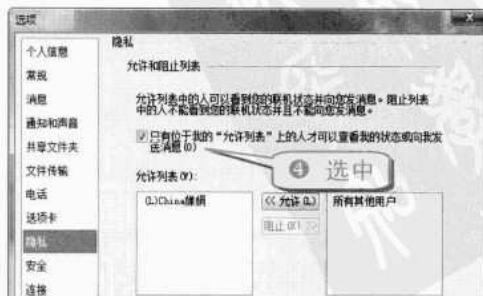 选项
个人信息
常规
消息
通知和声音
共享文件夹
文件传输
电话
选项卡
隐私
安全
连接
隐私
允许和阻止列表
允许列表中的人可以看到您的联机状态并向您发消息。阻止列表
中的人不能看到您的联机状态并且不能向您发消息。
只有位于我的“允许列表”上的人才可以查看我的状态或向我发
送消息(O)
4 选中
允许列表(Y):
(L)China
<< 允许(L)
阻止(K) >>
所有其他用户